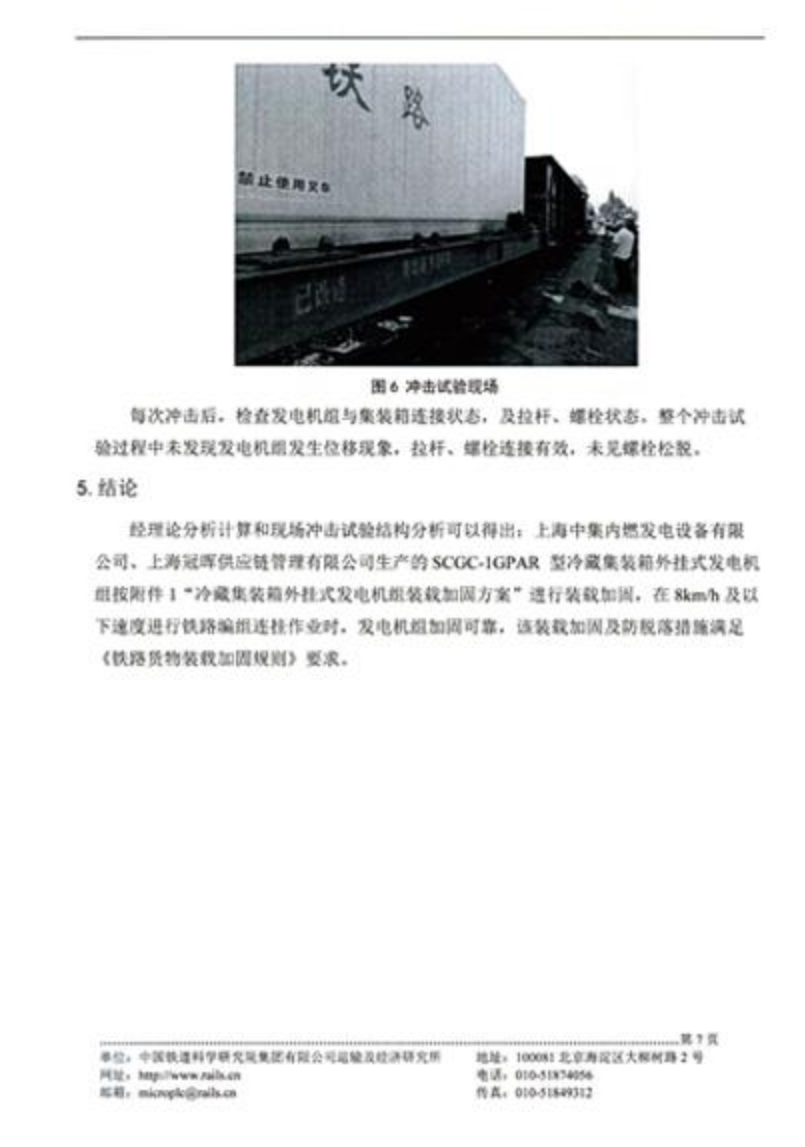 铁
路
禁止使用叉车
已改造
图 6 冲击试验现场
每次冲击后，检查发电机组与集装箱连接状态，及拉杆、螺栓状态。整个冲击试
验过程中未发现发电机组发生位移现象，拉杆、螺栓连接有效，未见螺栓松脱。
5. 结论
经理论分析计算和现场冲击试验结构分析可以得出：上海中集内燃发电设备有限
公司、上海冠晖供应链管理有限公司生产的 SCGC-1GPAR 型冷藏集装箱外挂式发电机
组按附件 1 “冷藏集装箱外挂式发电机组装载加固方案” 进行装载加固，在 8km/h 及以
下速度进行铁路编组连挂作业时，发电机组加固可靠，该装载加固及防脱落措施满足
《铁路货物装载加固规则》要求。
第 7 页
单位：中国铁道科学研究院集团有限公司运输及经济研究所 地址：100081 北京海淀区大柳树路 2 号
网址：http://www.rails.cn 电话：010-51874056
邮箱：microplc@rails.cn 传真：010-51849312